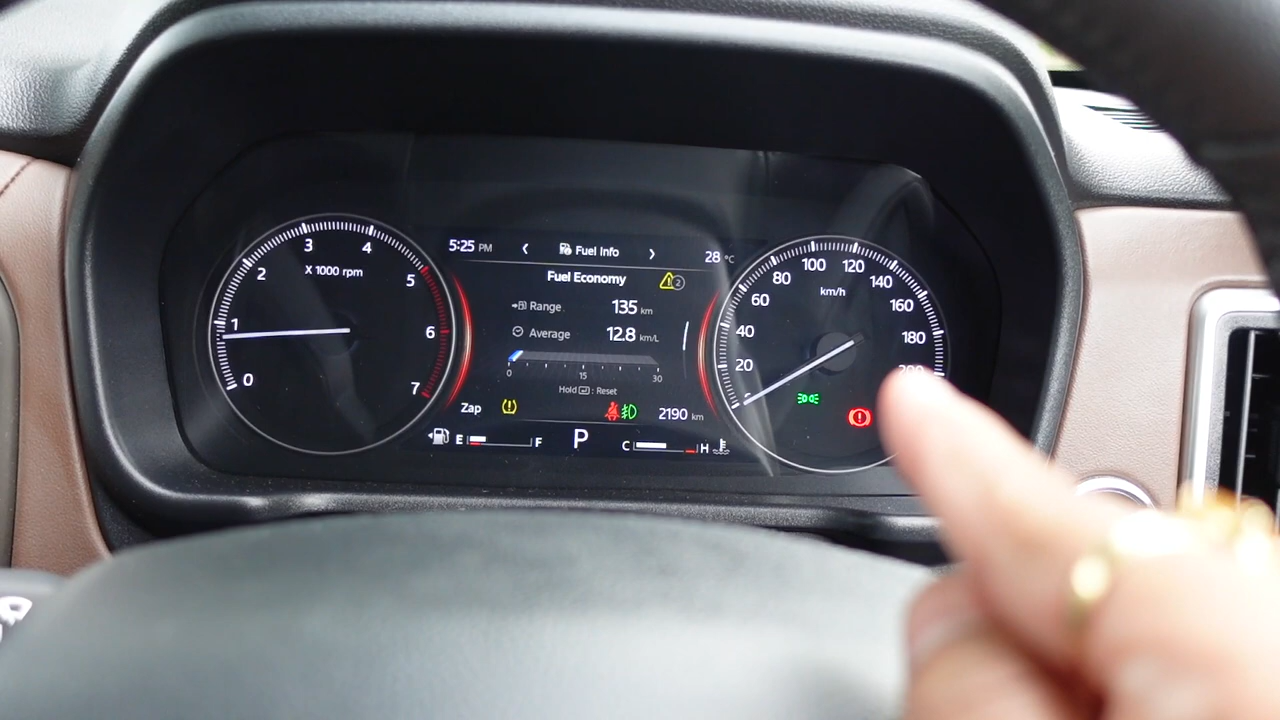 5:25 PM
Fuel Info
28 °C
Fuel Economy
2
Range 135 km
Average 12.8 km/L
0 15 30
Hold : Reset
Zap
2190 km
E F
P
C H
0
1
2
3
4
5
6
7
X 1000 rpm
20
40
60
80
100
120
140
160
180
200
km/h